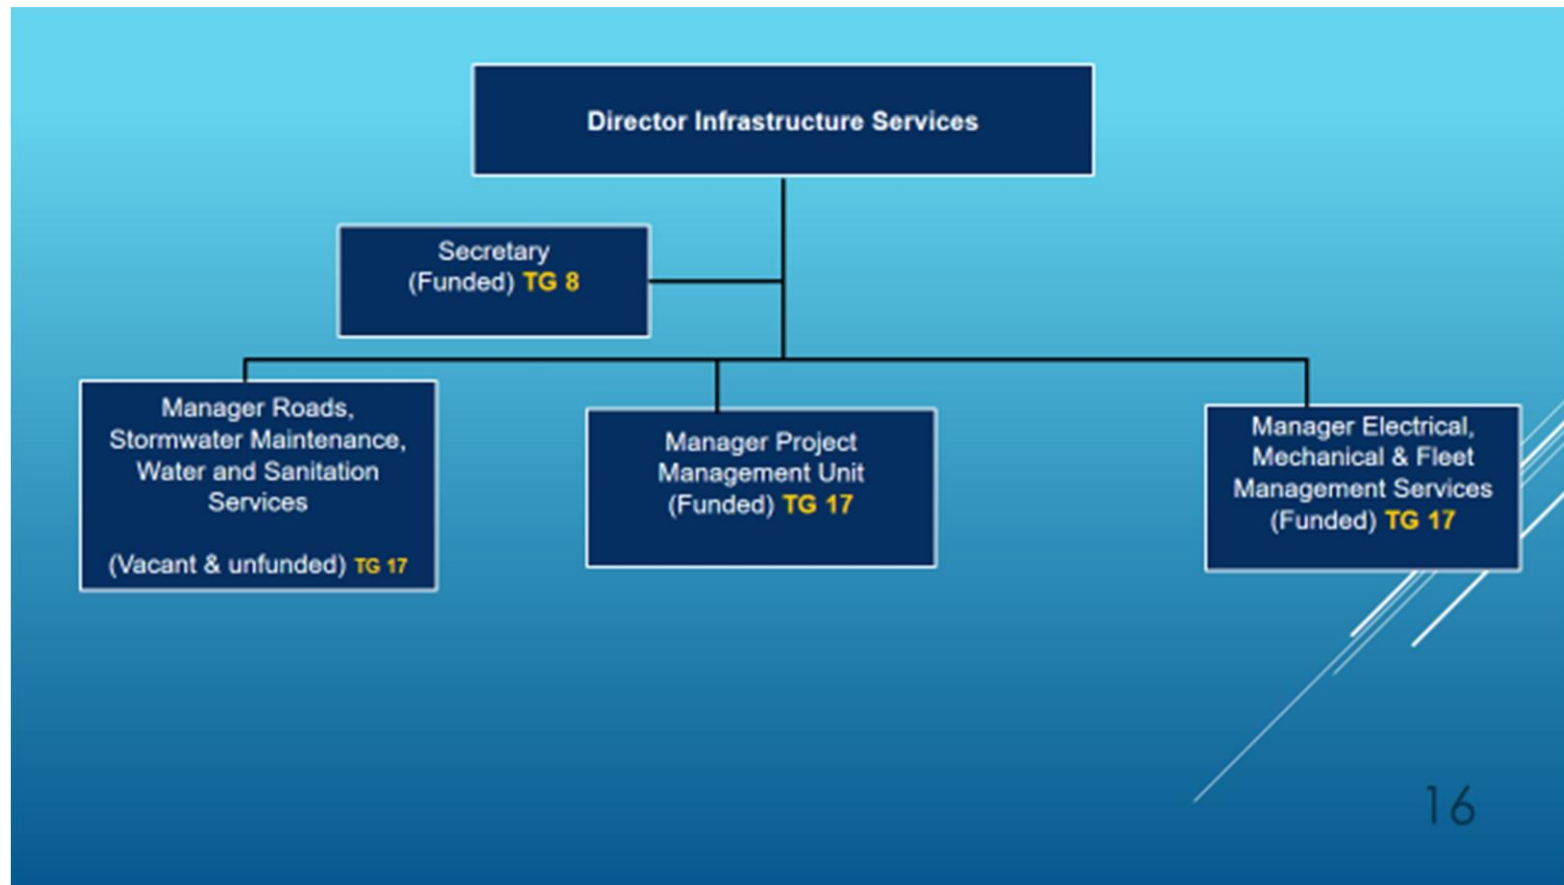 Director Infrastructure Services
Secretary
(Funded) TG 8
Manager Roads,
Stormwater Maintenance,
Water and Sanitation
Services
(Vacant & unfunded) TG 17
Manager Project
Management Unit
(Funded) TG 17
Manager Electrical,
Mechanical & Fleet
Management Services
(Funded) TG 17
16